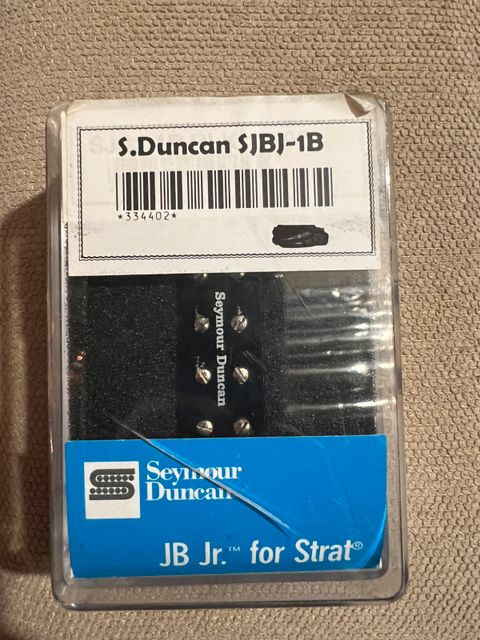 S.Duncan SJBJ-1B
*334402*
Seymour Duncan
Seymour
Duncan
JB Jr.™ for Strat®